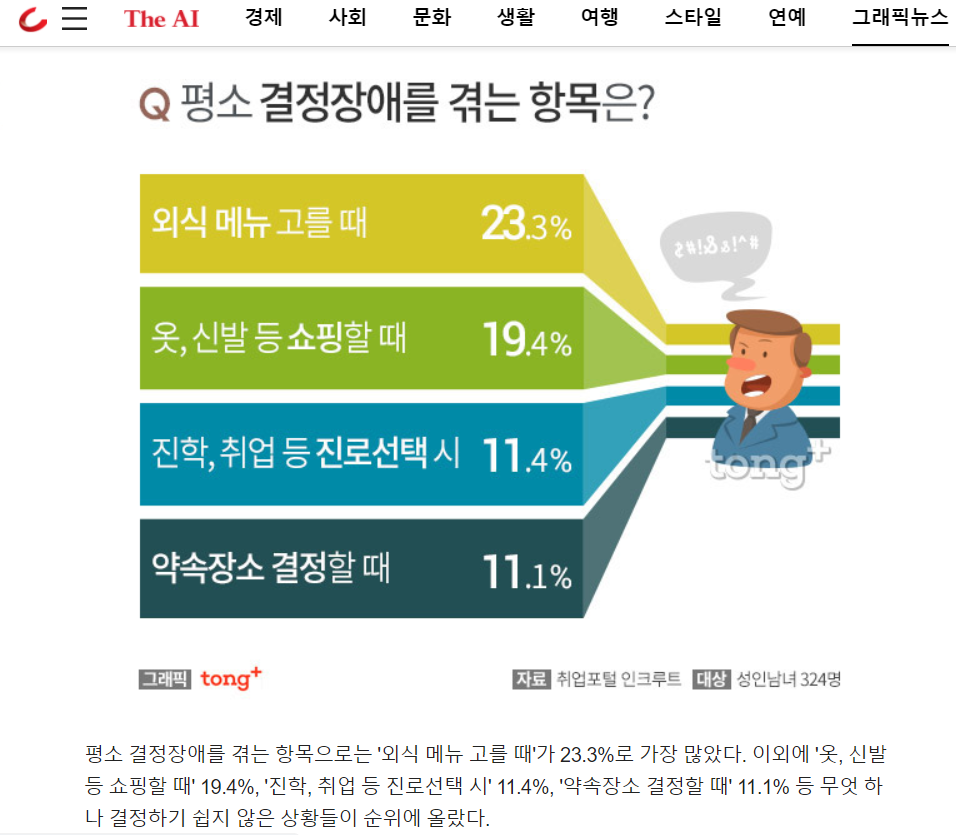 The AI 경제 사회 문화 생활 여행 스타일 연예 그래픽뉴스
Q 평소 결정장애를 겪는 항목은?
외식 메뉴 고를 때 23.3%
#^!&!#$
옷, 신발 등 쇼핑할 때 19.4%
진학, 취업 등 진로선택 시 11.4%
tong+
약속장소 결정할 때 11.1%
그래픽 tong+ 자료 취업포털 인크루트 대상 성인남녀 324명
평소 결정장애를 겪는 항목으로는 '외식 메뉴 고를 때'가 23.3%로 가장 많았다. 이외에 '옷, 신발
등 쇼핑할 때' 19.4%, '진학, 취업 등 진로선택 시' 11.4%, '약속장소 결정할 때' 11.1% 등 무엇 하
나 결정하기 쉽지 않은 상황들이 순위에 올랐다.